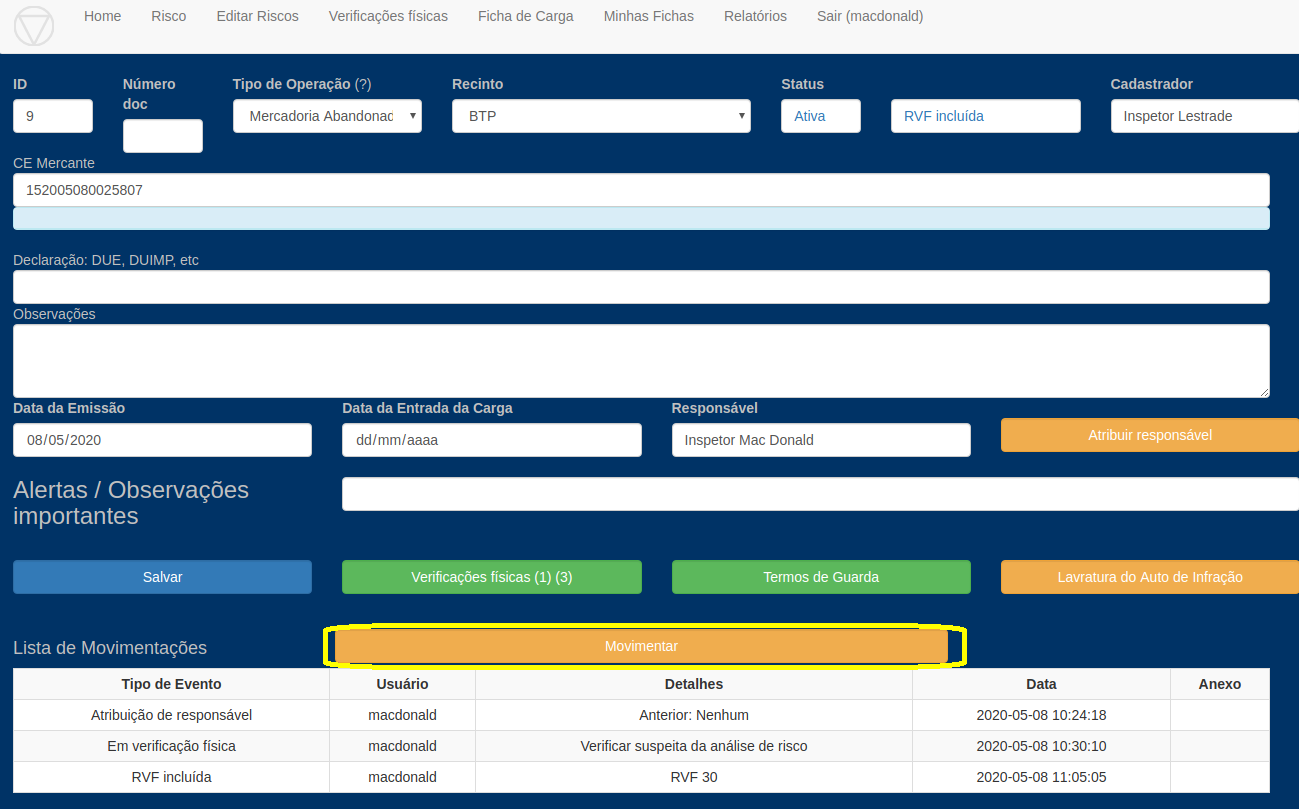 Home Risco Editar Riscos Verificações físicas Ficha de Carga Minhas Fichas Relatórios Sair (macdonald)
ID Número doc Tipo de Operação (?) Recinto Status Cadastrador
9 Mercadoria Abandonad BTP Ativa RVF incluída Inspetor Lestrade
CE Mercante
152005080025807
Declaração: DUE, DUIMP, etc
Observações
Data da Emissão Data da Entrada da Carga Responsável
08/05/2020 dd/mm/aaaa Inspetor Mac Donald Atribuir responsável
Alertas / Observações
importantes
Salvar Verificações físicas (1) (3) Termos de Guarda Lavratura do Auto de Infração
Lista de Movimentações Movimentar
Tipo de Evento Usuário Detalhes Data Anexo
Atribuição de responsável macdonald Anterior: Nenhum 2020-05-08 10:24:18
Em verificação física macdonald Verificar suspeita da análise de risco 2020-05-08 10:30:10
RVF incluída macdonald RVF 30 2020-05-08 11:05:05